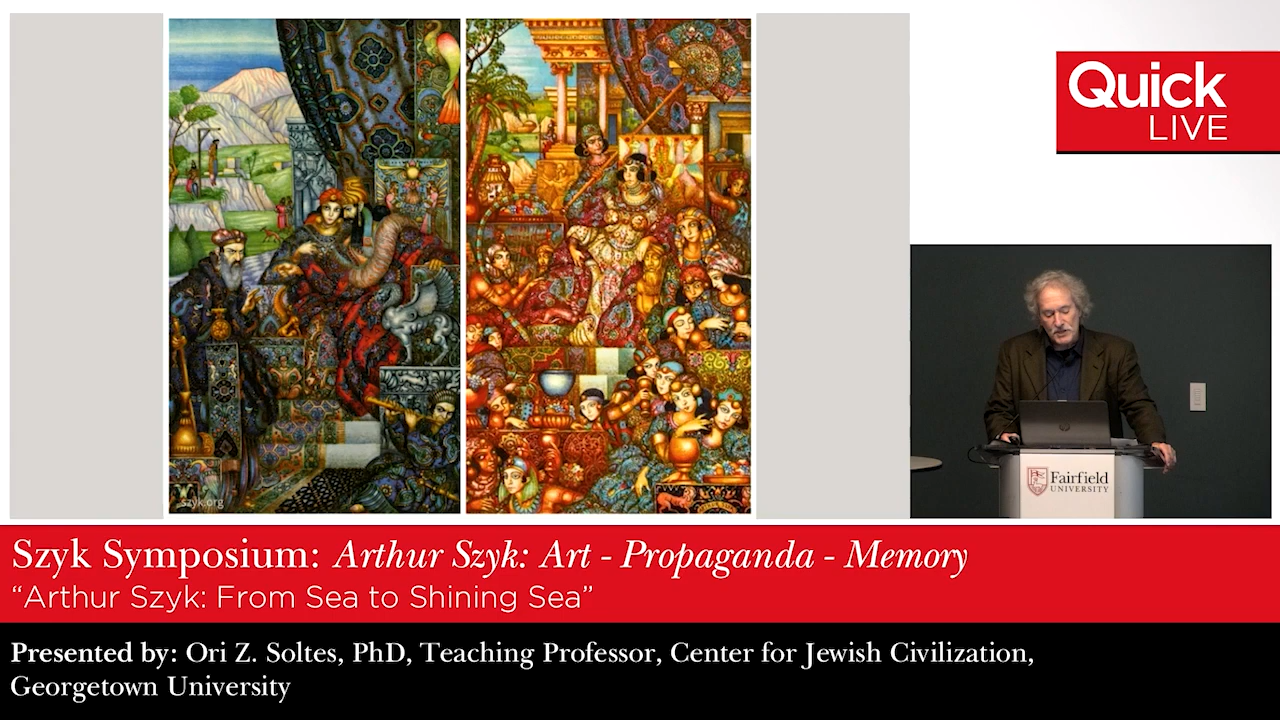 Quick
LIVE
szyk.org
Fairfield
UNIVERSITY
Szyk Symposium: Arthur Szyk: Art - Propaganda - Memory
“Arthur Szyk: From Sea to Shining Sea”
Presented by: Ori Z. Soltes, PhD, Teaching Professor, Center for Jewish Civilization,
Georgetown University